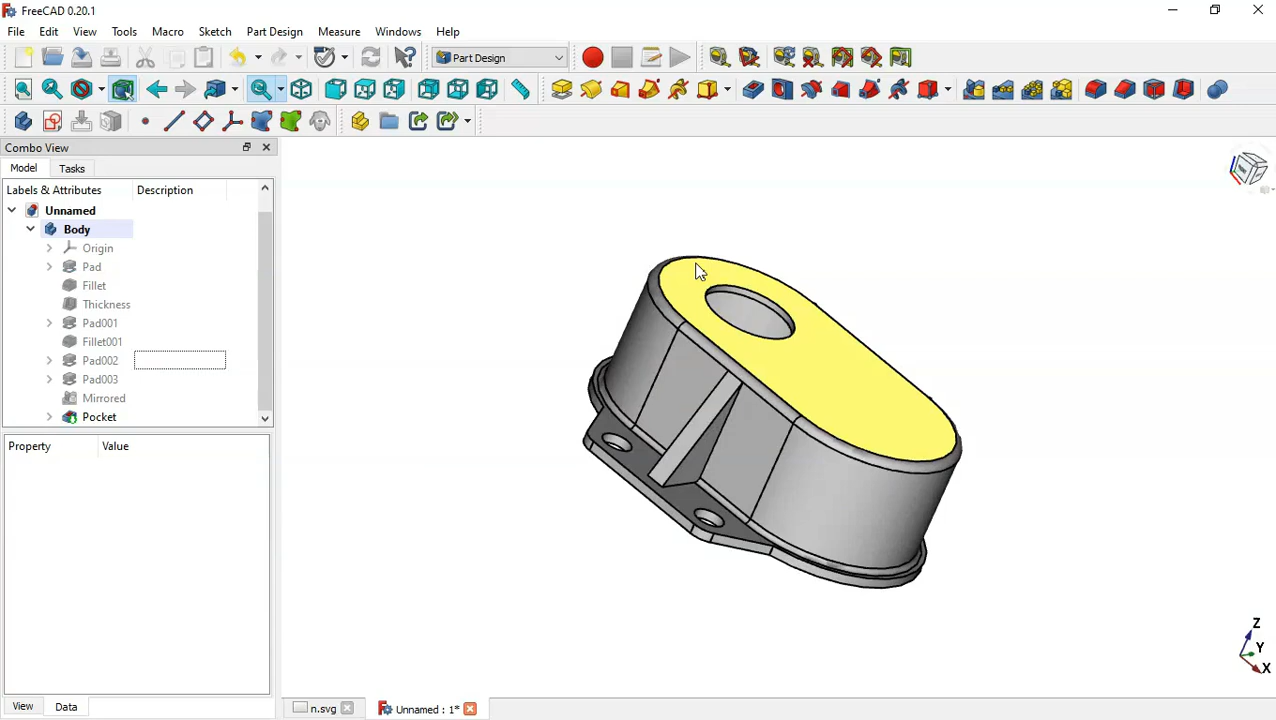 FreeCAD 0.20.1
File Edit View Tools Macro Sketch Part Design Measure Windows Help
Part Design
Combo View
Model Tasks
Labels & Attributes Description
Unnamed
Body
Origin
Pad
Fillet
Thickness
Pad001
Fillet001
Pad002
Pad003
Mirrored
Pocket
Property Value
Z
Y
X
View Data
n.svg Unnamed : 1*